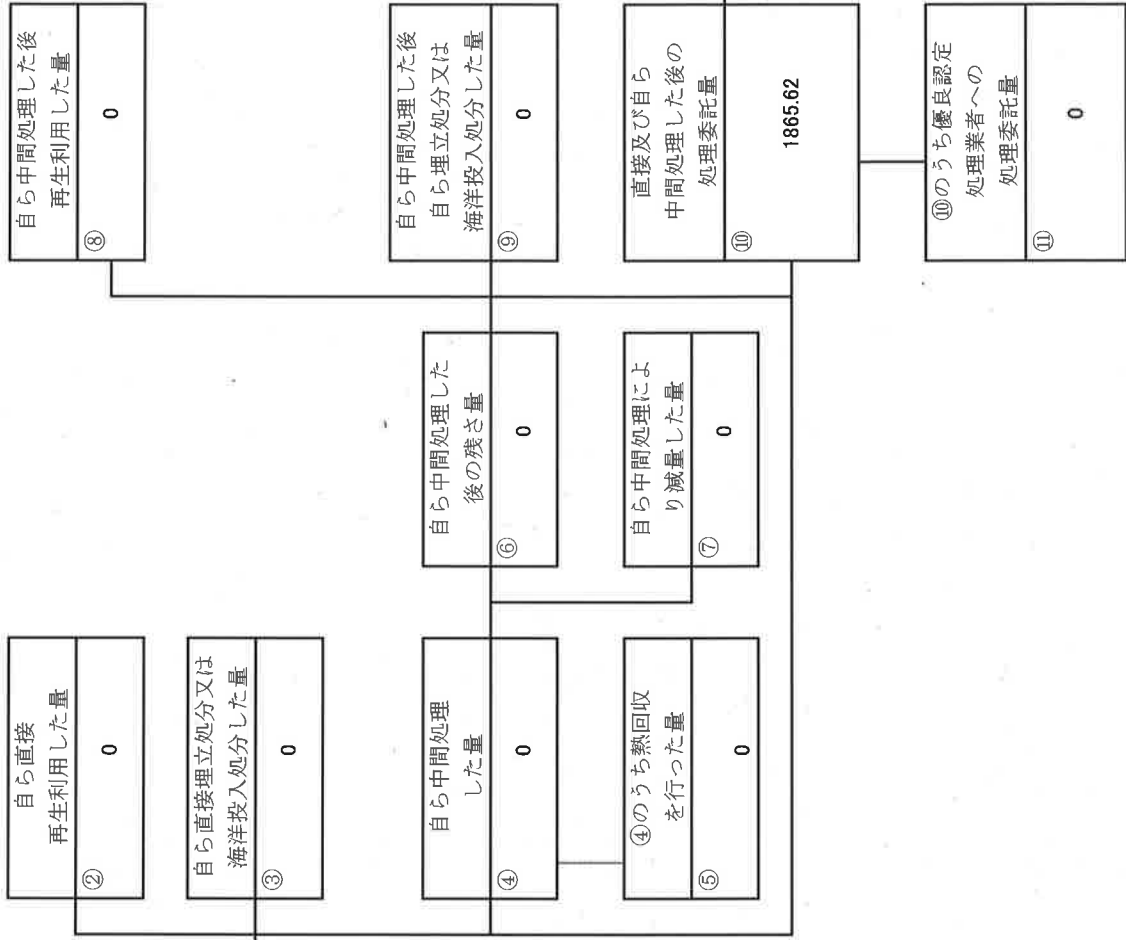 自ら直接
再生利用した量
②
0
自ら直接埋立処分又は
海洋投入処分した量
③
0
自ら中間処理
した量
④
0
④のうち熱回収
を行った量
⑤
0
自ら中間処理した
後の残さ量
⑥
0
自ら中間処理によ
り減量した量
⑦
0
自ら中間処理した後
再生利用した量
⑧
0
自ら中間処理した後
自ら埋立処分又は
海洋投入処分した量
⑨
0
直接及び自ら
中間処理した後の
処理委託量
⑩
1865.62
⑩のうち優良認定
処理業者への
処理委託量
⑪
0